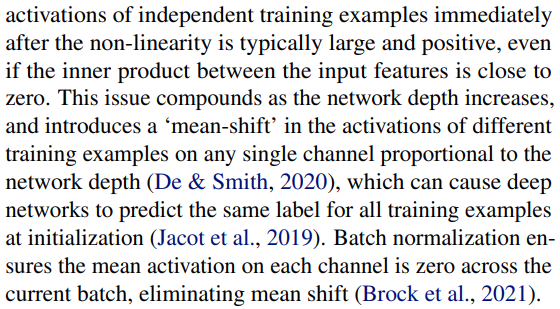 activations of independent training examples immediately
after the non-linearity is typically large and positive, even
if the inner product between the input features is close to
zero. This issue compounds as the network depth increases,
and introduces a ‘mean-shift’ in the activations of different
training examples on any single channel proportional to the
network depth (De & Smith, 2020), which can cause deep
networks to predict the same label for all training examples
at initialization (Jacot et al., 2019). Batch normalization en-
sures the mean activation on each channel is zero across the
current batch, eliminating mean shift (Brock et al., 2021).